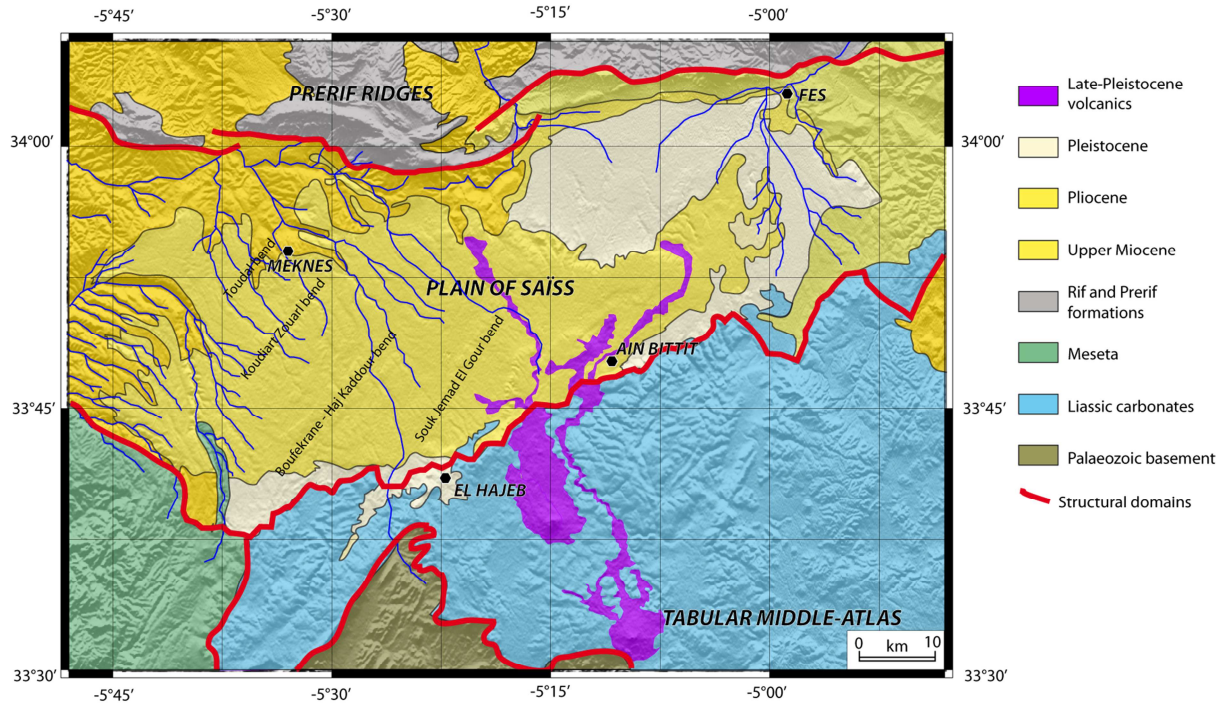 -5°45′ -5°30′ -5°15′ -5°00′
PRERIF RIDGES
FES
34°00′ 34°00′
Toudal bend
MEKNES
PLAIN OF SAÏSS
Koudiart/Zouarl bend
Boufekrane - Haj Kaddour bend
Souk Jemad El Gour bend
AIN BITTIT
33°45′ 33°45′
EL HAJEB
TABULAR MIDDLE-ATLAS
0 km 10
33°30′ 33°30′
-5°45′ -5°30′ -5°15′ -5°00′
Late-Pleistocene
volcanics
Pleistocene
Pliocene
Upper Miocene
Rif and Prerif
formations
Meseta
Liassic carbonates
Palaeozoic basement
Structural domains